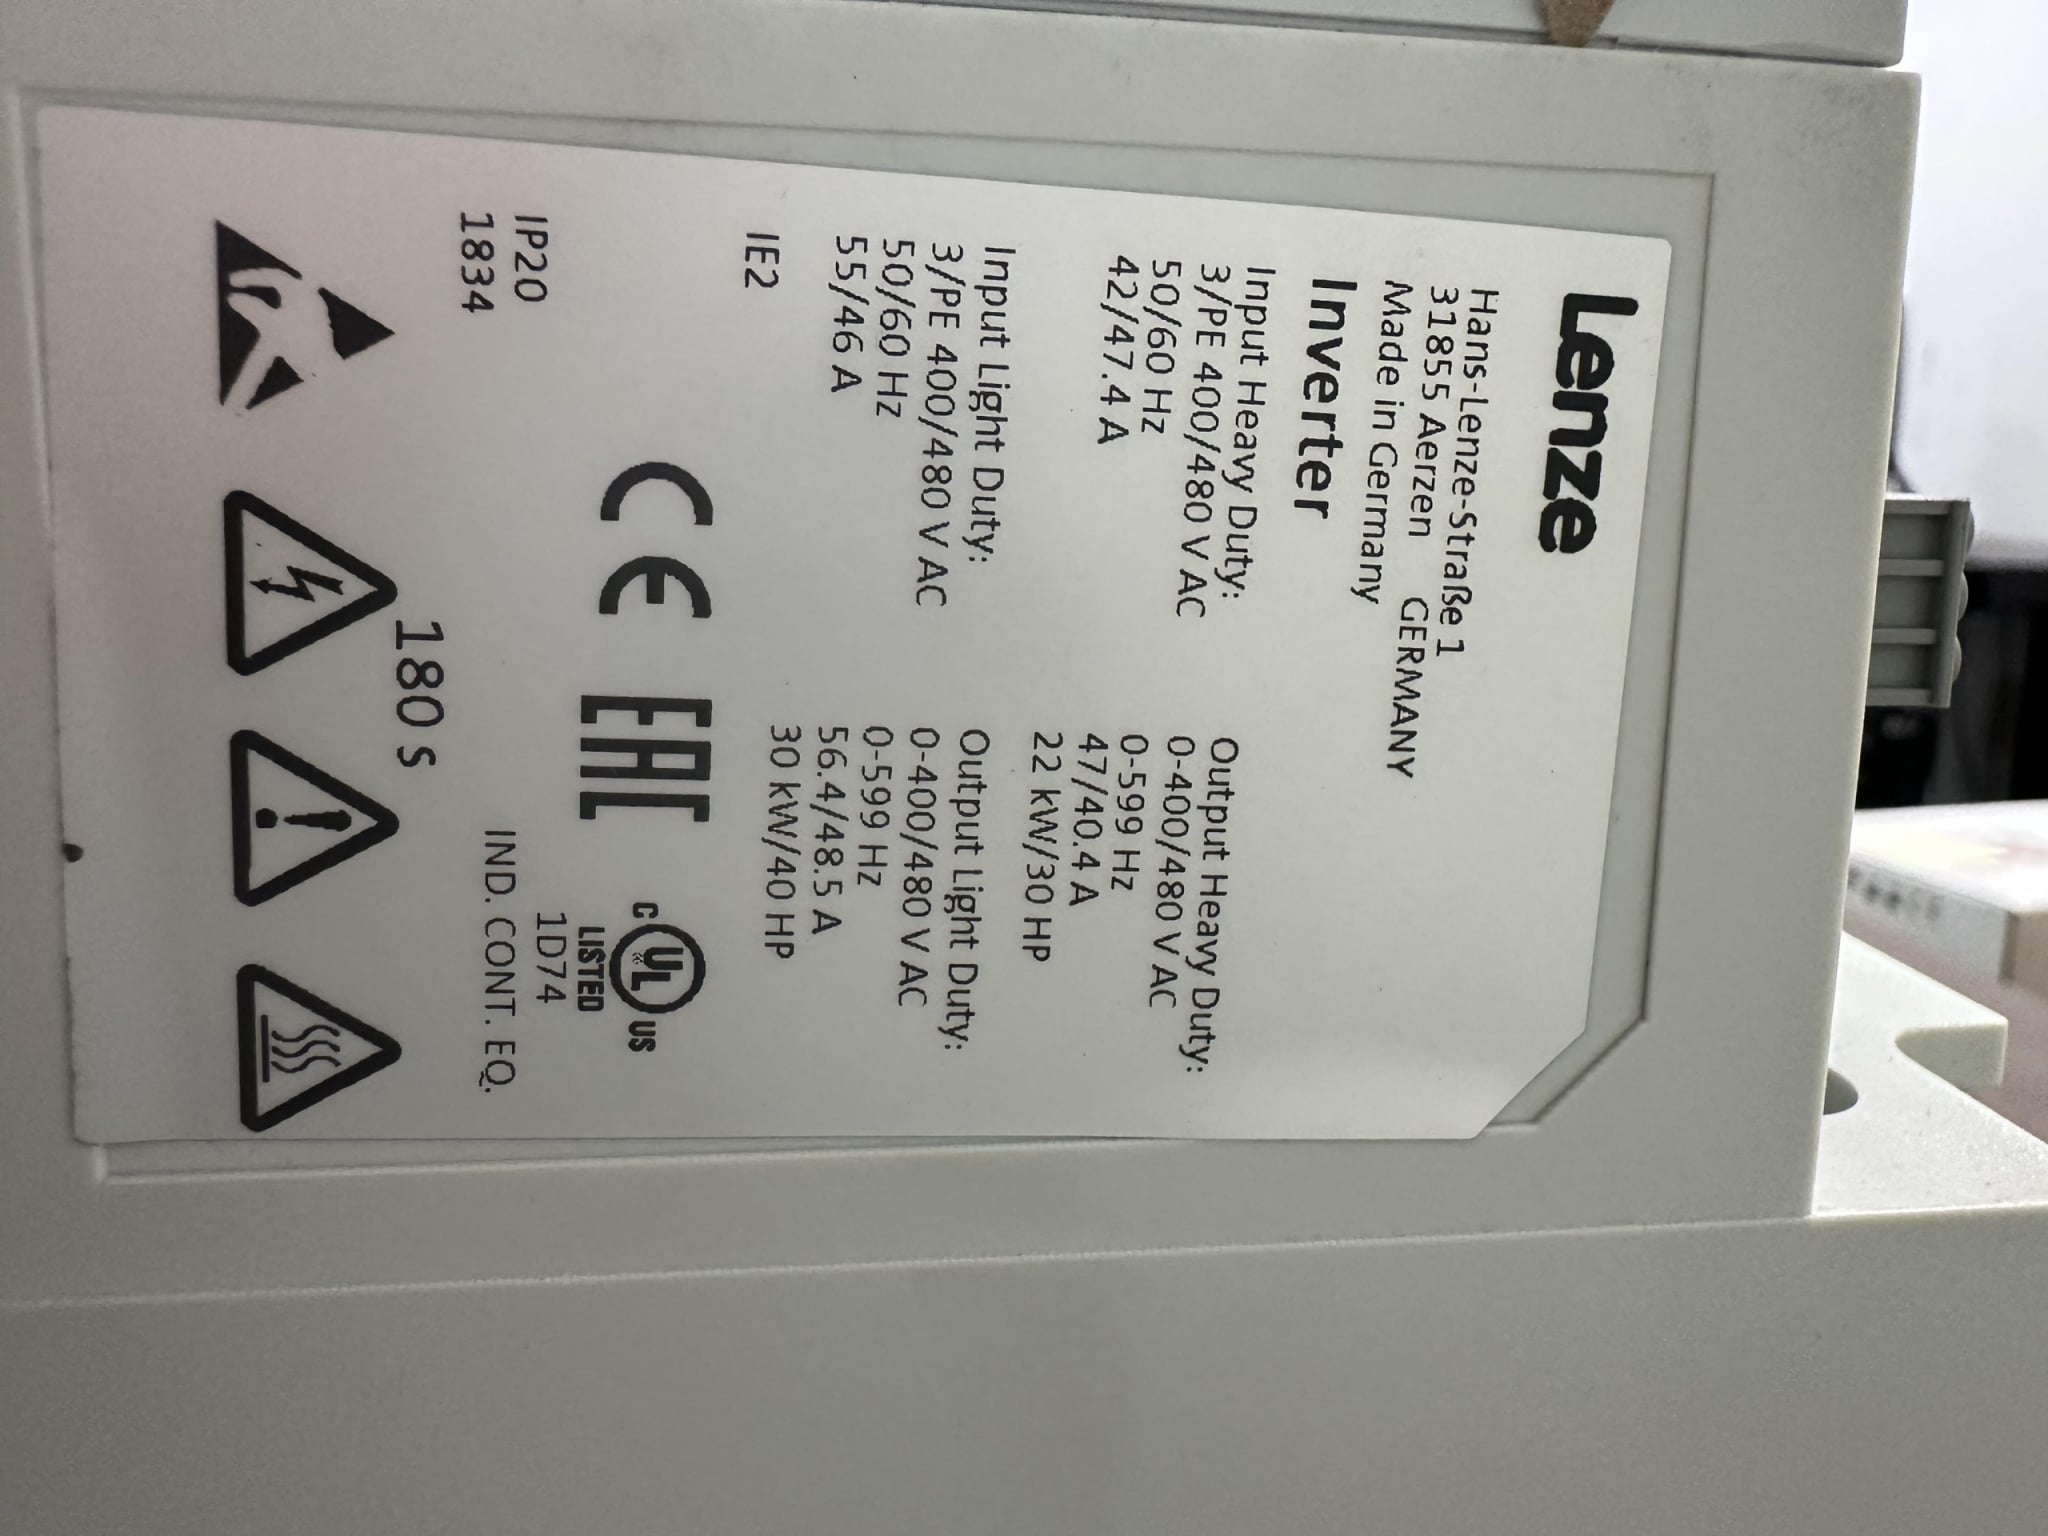 Lenze
Hans-Lenze-Straße 1
31855 Aerzen GERMANY
Made in Germany
Inverter
Input Heavy Duty:
3/PE 400/480 V AC
50/60 Hz
42/47.4 A
Output Heavy Duty:
0-400/480 V AC
0-599 Hz
47/40.4 A
22 kW/30 HP
Input Light Duty:
3/PE 400/480 V AC
50/60 Hz
55/46 A
Output Light Duty:
0-400/480 V AC
0-599 Hz
56.4/48.5 A
30 kW/40 HP
IE2
CE EAC
C UL US
LISTED
1D74
IND. CONT. EQ.
IP20
1834
180 s